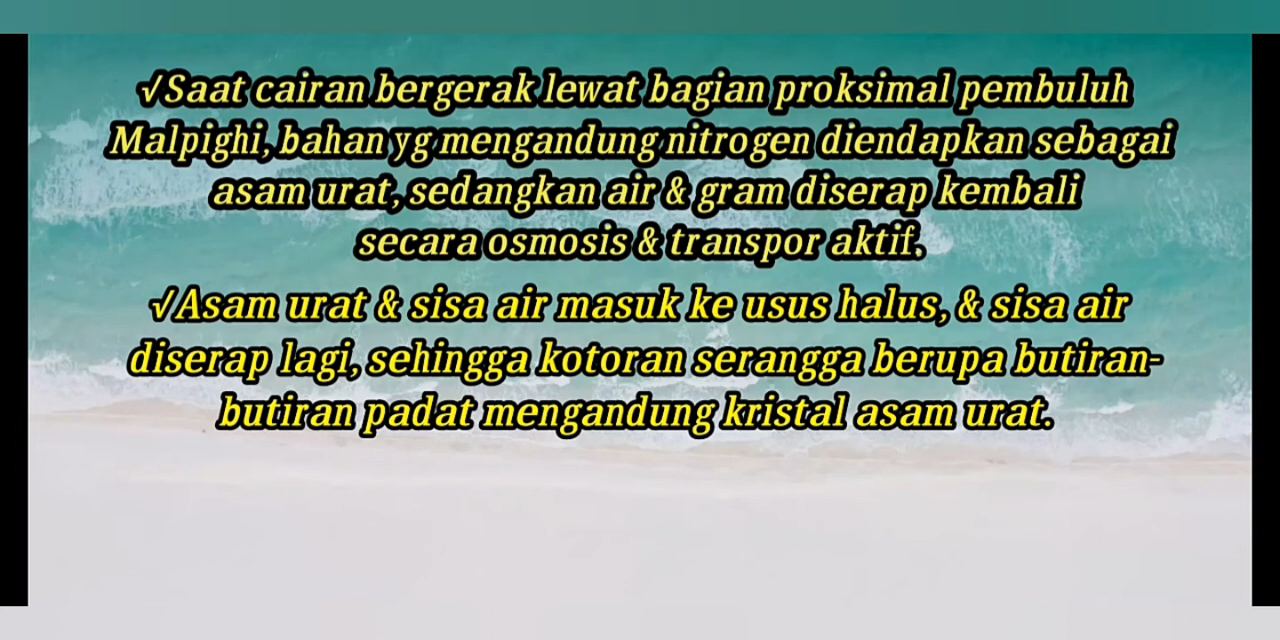 √Saat cairan bergerak lewat bagian proksimal pembuluh
Malpighi, bahan yg mengandung nitrogen diendapkan sebagai
asam urat, sedangkan air & gram diserap kembali
secara osmosis & transpor aktif.
√Asam urat & sisa air masuk ke usus halus, & sisa air
diserap lagi, sehingga kotoran serangga berupa butiran-
butiran padat mengandung kristal asam urat.